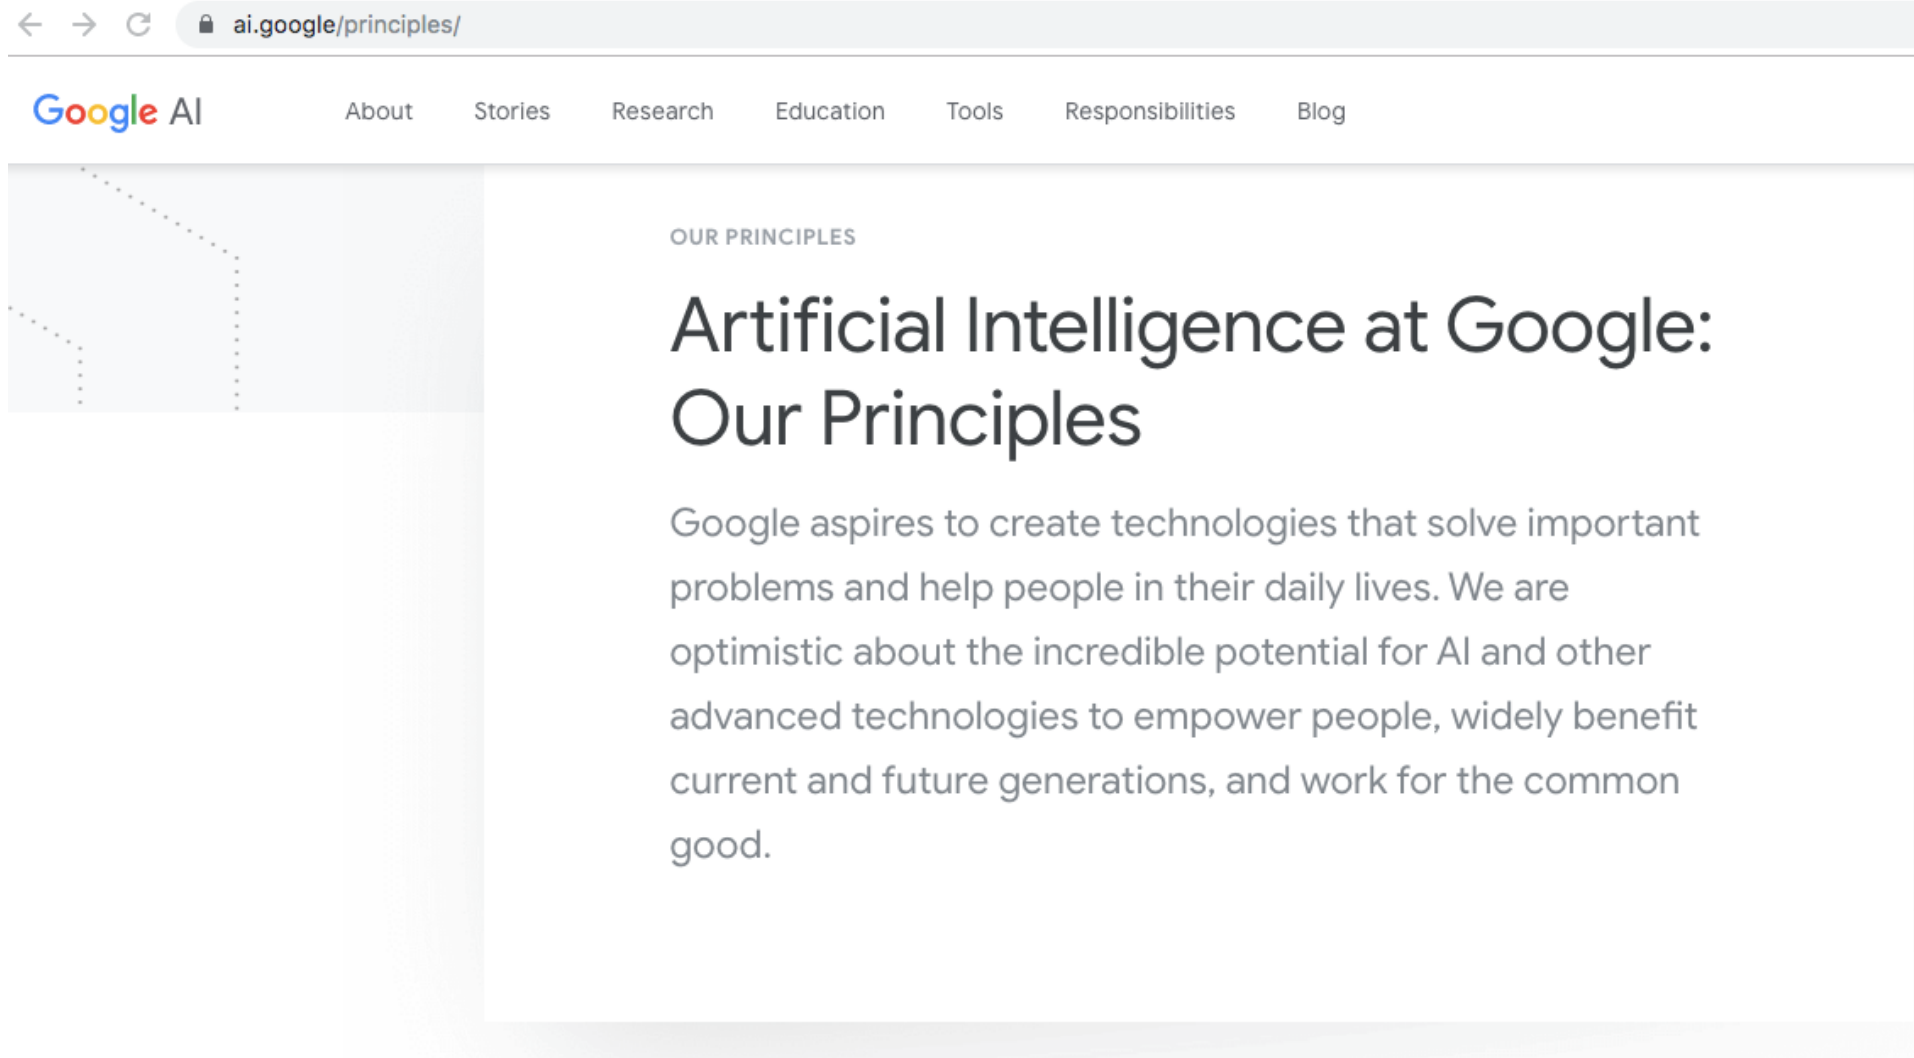 ai.google/principles/
Google AI About Stories Research Education Tools Responsibilities Blog
OUR PRINCIPLES
Artificial Intelligence at Google:
Our Principles
Google aspires to create technologies that solve important
problems and help people in their daily lives. We are
optimistic about the incredible potential for AI and other
advanced technologies to empower people, widely benefit
current and future generations, and work for the common
good.